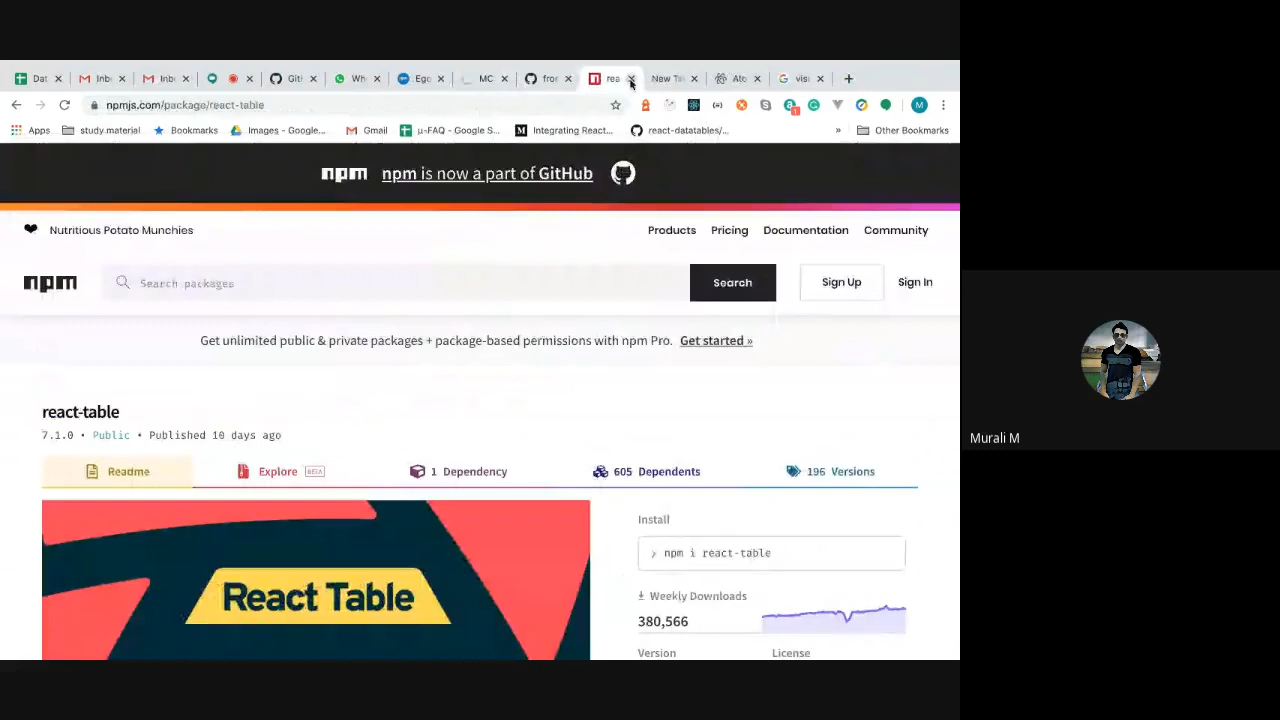 Dat
Inb
Inb
Gitl
Wh
Ego
MC
fror
rea
New Ta
Ato
vis
npmjs.com/package/react-table
Apps
study material
Bookmarks
Images - Google...
Gmail
μ-FAQ - Google S...
Integrating React...
react-datatables/...
»
Other Bookmarks
npm npm is now a part of GitHub
Nutritious Potato Munchies
Products
Pricing
Documentation
Community
npm
Search packages
Search
Sign Up
Sign In
Get unlimited public & private packages + package-based permissions with npm Pro. Get started »
react-table
7.1.0 • Public • Published 10 days ago
Readme
Explore BETA
1 Dependency
605 Dependents
196 Versions
React Table
Install
> npm i react-table
Weekly Downloads
380,566
Version
License
Murali M